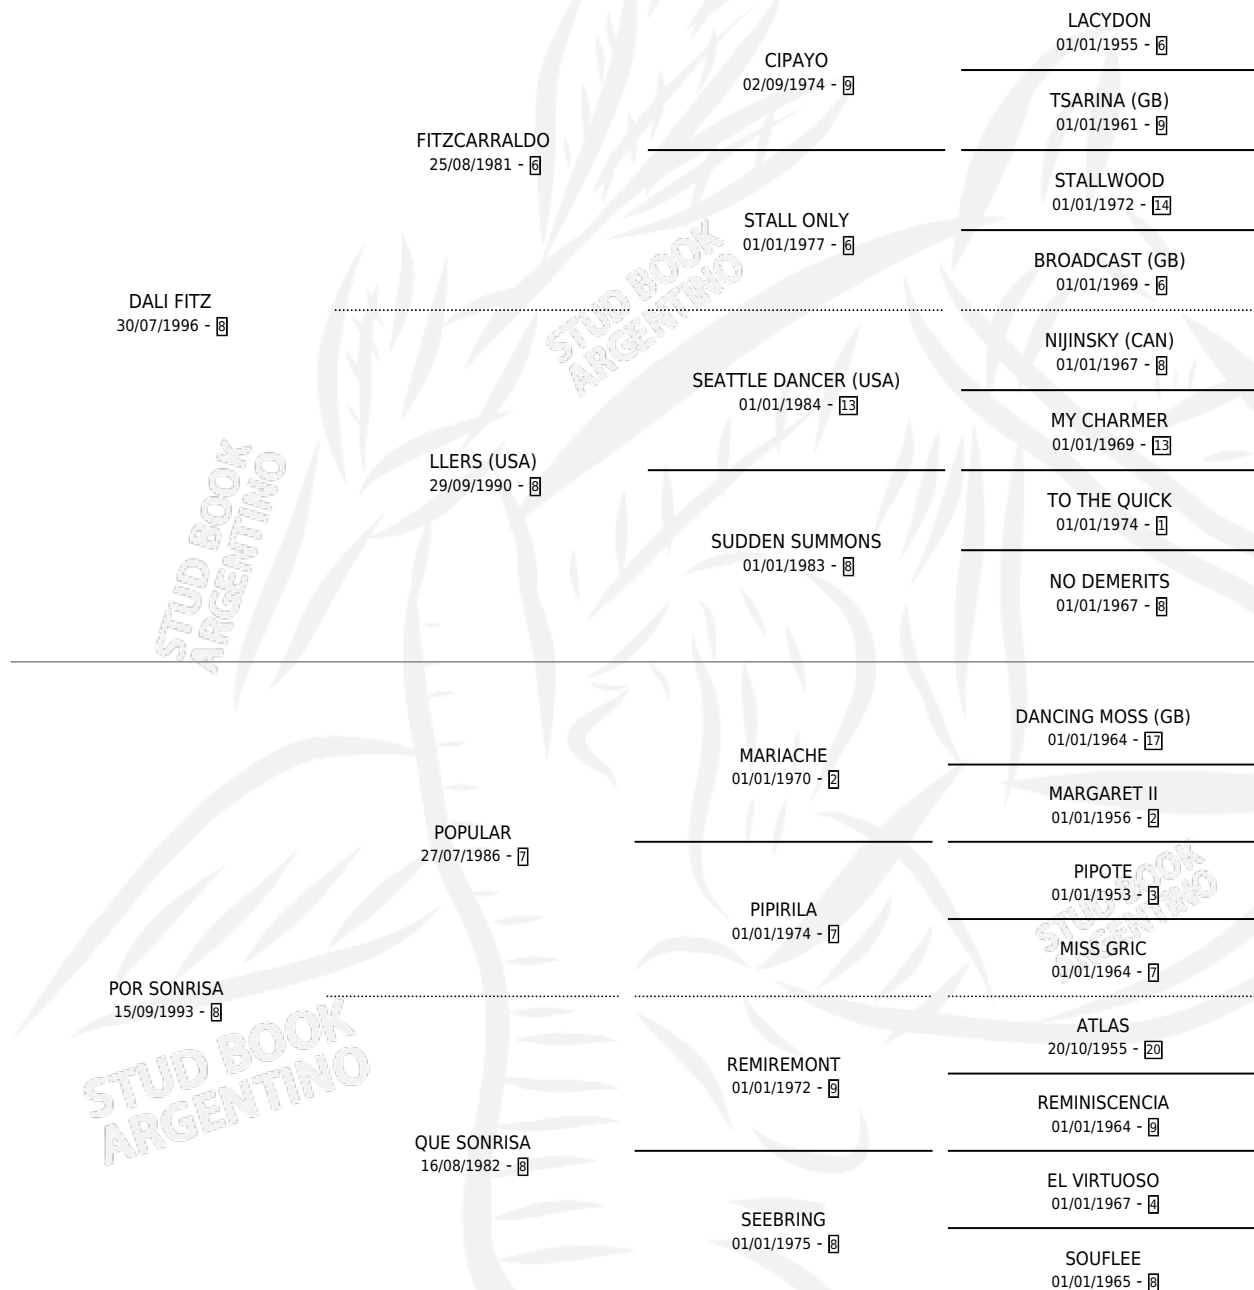 LACYDON
01/01/1955 - 6
CIPAYO
02/09/1974 - 9
TSARINA (GB)
01/01/1961 - 9
FITZCARRALDO
25/08/1981 - 6
STALLWOOD
01/01/1972 - 14
STALL ONLY
01/01/1977 - 6
BROADCAST (GB)
01/01/1969 - 6
DALI FITZ
30/07/1996 - 8
NIJINSKY (CAN)
01/01/1967 - 8
SEATTLE DANCER (USA)
01/01/1984 - 13
MY CHARMER
01/01/1969 - 13
LLERS (USA)
29/09/1990 - 8
TO THE QUICK
01/01/1974 - 1
SUDDEN SUMMONS
01/01/1983 - 8
NO DEMERITS
01/01/1967 - 8
DANCING MOSS (GB)
01/01/1964 - 17
MARIACHE
01/01/1970 - 2
MARGARET II
01/01/1956 - 2
POPULAR
27/07/1986 - 7
PIPOTE
01/01/1953 - 3
PIPIRILA
01/01/1974 - 7
MISS GRIC
01/01/1964 - 7
POR SONRISA
15/09/1993 - 8
ATLAS
20/10/1955 - 20
REMIREMONT
01/01/1972 - 9
REMINISCENCIA
01/01/1964 - 9
QUE SONRISA
16/08/1982 - 8
EL VIRTUOSO
01/01/1967 - 4
SEEBRING
01/01/1975 - 8
SOUFLEE
01/01/1965 - 8
STUD BOOK
ARGENTINO
STUD BOOK
ARGENTINO
STUD BOOK
ARGENTINO
STUD BOOK
ARGENTINO